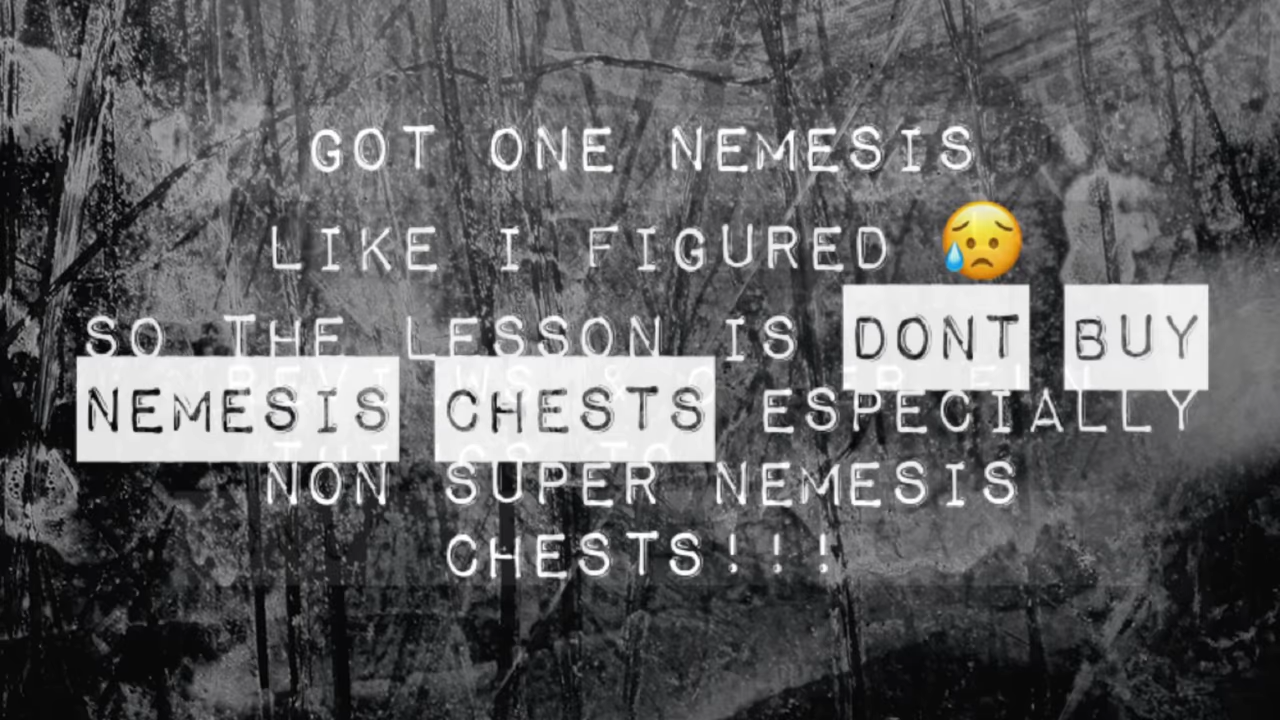 GOT ONE NEMESIS
LIKE I FIGURED 😥
SO THE LESSON IS DONT BUY
NEMESIS CHESTS ESPECIALLY
NON SUPER NEMESIS
CHESTS!!!